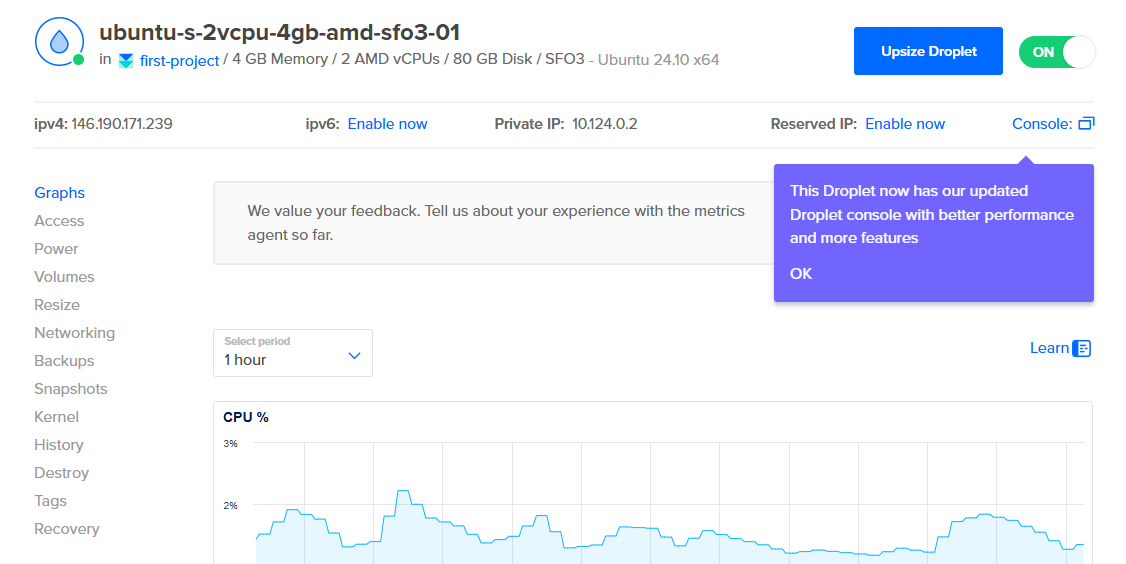 ubuntu-s-2vcpu-4gb-amd-sfo3-01
in first-project / 4 GB Memory / 2 AMD vCPUs / 80 GB Disk / SFO3 - Ubuntu 24.10 x64
Upsize Droplet
ON
ipv4: 146.190.171.239
ipv6: Enable now
Private IP: 10.124.0.2
Reserved IP: Enable now
Console:
This Droplet now has our updated
Droplet console with better performance
and more features
OK
Graphs
Access
Power
Volumes
Resize
Networking
Backups
Snapshots
Kernel
History
Destroy
Tags
Recovery
We value your feedback. Tell us about your experience with the metrics
agent so far.
Select period
1 hour
Learn
CPU %
3%
2%